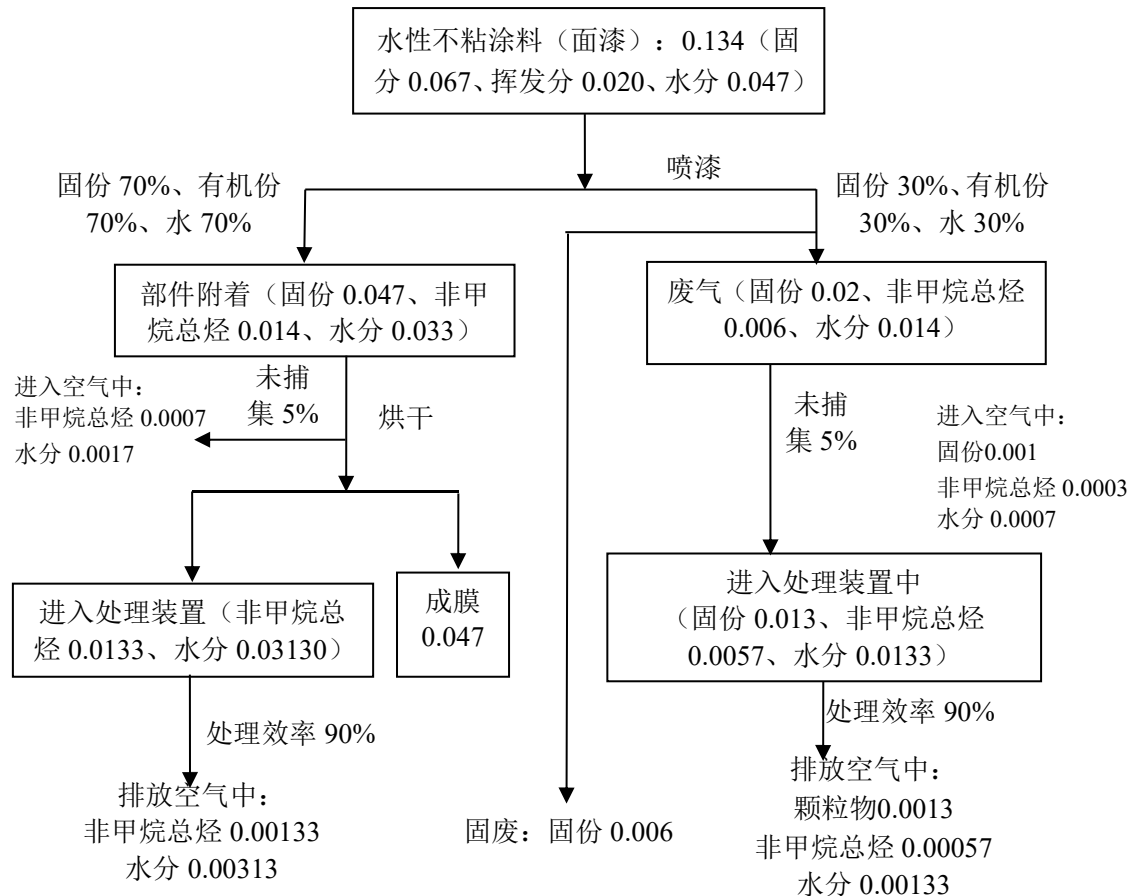 水性不粘涂料（面漆）：0.134（固
分 0.067、挥发分 0.020、水分 0.047）
喷漆
固份 70%、有机份
70%、水 70%
固份 30%、有机份
30%、水 30%
部件附着（固份 0.047、非甲
烷总烃 0.014、水分 0.033）
废气（固份 0.02、非甲烷总烃
0.006、水分 0.014）
进入空气中：
非甲烷总烃 0.0007
水分 0.0017
未捕
集 5%
烘干
未捕
集 5%
进入空气中：
固份0.001
非甲烷总烃 0.0003
水分 0.0007
进入处理装置（非甲烷总
烃 0.0133、水分 0.03130）
成膜
0.047
进入处理装置中
（固份 0.013、非甲烷总烃
0.0057、水分 0.0133）
处理效率 90%
处理效率 90%
排放空气中：
非甲烷总烃 0.00133
水分 0.00313
固废：固份 0.006
排放空气中：
颗粒物0.0013
非甲烷总烃 0.00057
水分 0.00133